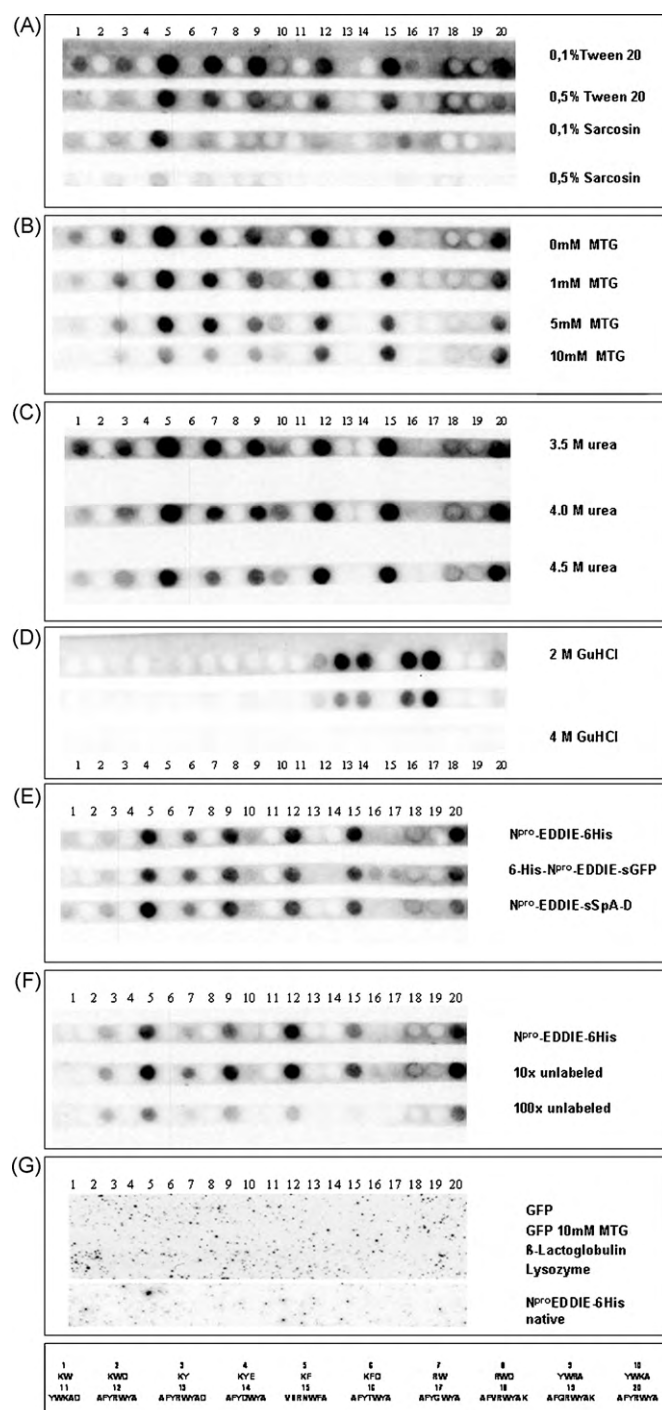 (A)
1 2 3 4 5 6 7 8 9 10 11 12 13 14 15 16 17 18 19 20
0,1%Tween 20
0,5% Tween 20
0,1% Sarcosin
0,5% Sarcosin
(B)
0mM MTG
1mM MTG
5mM MTG
10mM MTG
(C)
1 2 3 4 5 6 7 8 9 10 11 12 13 14 15 16 17 18 19 20
3.5 M urea
4.0 M urea
4.5 M urea
(D)
2 M GuHCl
4 M GuHCl
1 2 3 4 5 6 7 8 9 10 11 12 13 14 15 16 17 18 19 20
(E)
1 2 3 4 5 6 7 8 9 10 11 12 13 14 15 16 17 18 19 20
Npro-EDDIE-6His
6-His-Npro-EDDIE-sGFP
Npro-EDDIE-sSpA-D
(F)
1 2 3 4 5 6 7 8 9 10 11 12 13 14 15 16 17 18 19 20
Npro-EDDIE-6His
10x unlabeled
100x unlabeled
(G)
1 2 3 4 5 6 7 8 9 10 11 12 13 14 15 16 17 18 19 20
GFP
GFP 10mM MTG
ß-Lactoglobulin
Lysozyme
NproEDDIE-6His
native
1 2 3 4 5 6 7 8 9 10
KW KWD KY KYE KF KFD RW RWD YWRA YWKA
11 12 13 14 15 16 17 18 19 20
YWKAD AFYRWYA AFYRWYAD AFYDWYA AFYTWYA AFYGWYA